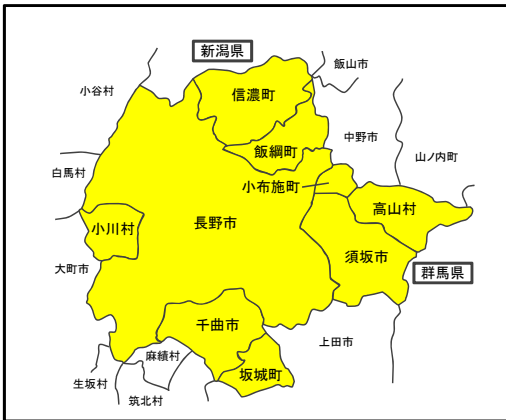 新潟県
飯山市
小谷村
信濃町
中野市
飯綱町
山ノ内町
白馬村
小布施町
高山村
小川村
長野市
須坂市
大町市
群馬県
千曲市
上田市
麻績村
坂城町
生坂村
筑北村